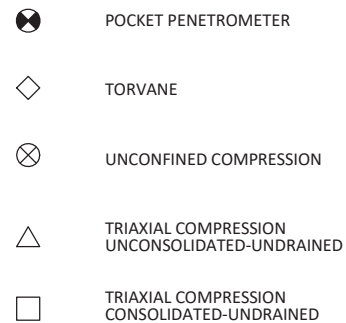 POCKET PENETROMETER
TORVANE
UNCONFINED COMPRESSION
TRIAXIAL COMPRESSION
UNCONSOLIDATED-UNDRAINED
TRIAXIAL COMPRESSION
CONSOLIDATED-UNDRAINED